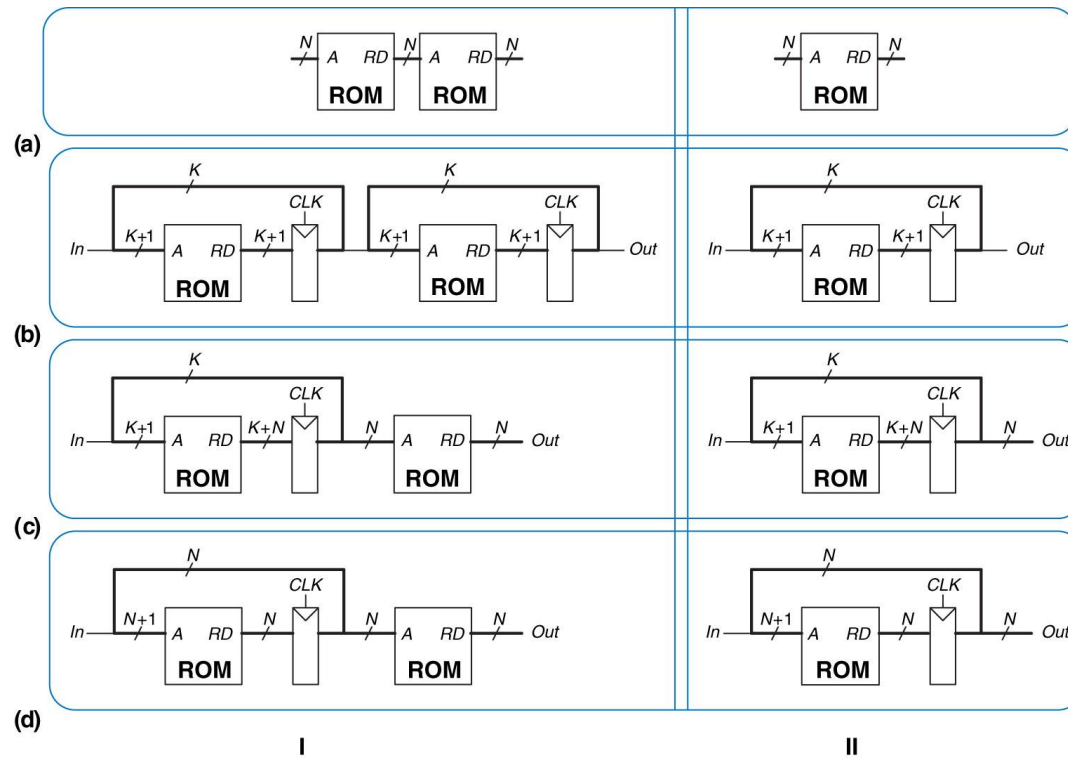 N N N N N
A RD A RD A RD
ROM ROM ROM
(a)
K K K
CLK CLK CLK
In K+1 K+1 K+1 K+1 Out In K+1 K+1 Out
A RD A RD A RD
ROM ROM ROM
(b)
K K
CLK CLK
In K+1 K+N N N Out In K+1 K+N N Out
A RD A RD A RD
ROM ROM ROM
(c)
N N
CLK CLK
In N+1 N N N Out In N+1 N N Out
A RD A RD A RD
ROM ROM ROM
(d)
I II